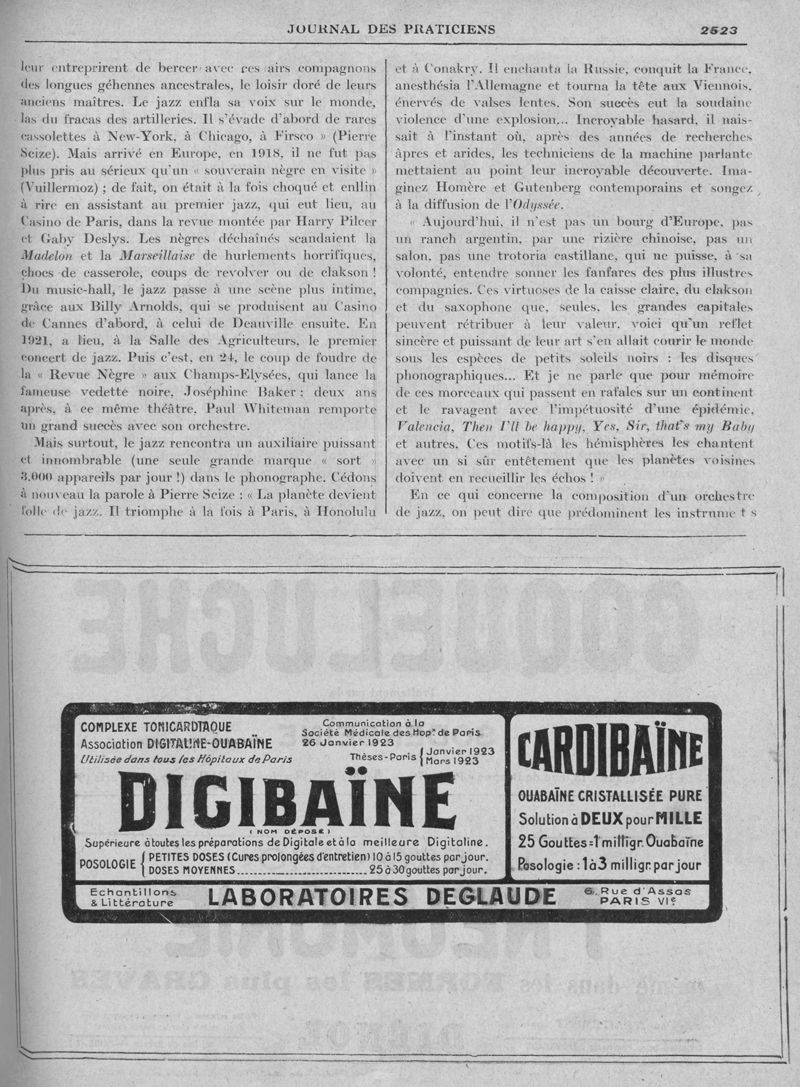 JOURNAL DES PRATICIENS 2523
leur entreprirent de bercer avec ces airs compagnons
des longues géhennes ancestrales, le loisir doré de leurs
anciens maîtres. Le jazz enfla sa voix sur le monde,
las du fracas des artilleries. Il s'évade d'abord de rares
cassolettes à New-York, à Chicago, à Firsco » (Pierre
Seize). Mais arrivé en Europe, en 1918, il ne fut pas
plus pris au sérieux qu'un « souverain nègre en visite »
(Vuillermoz) ; de fait, on était à la fois choqué et enllin
à rire en assistant au premier jazz, qui eut lieu, au
Casino de Paris, dans la revue montée par Harry Pilcer
et Gaby Deslys. Les nègres déchaînés scandaient la
Madelon et la Marseillaise de hurlements horrifiques,
chocs de casserole, coups de revolver ou de clakson !
Du music-hall, le jazz passe à une scène plus intime,
grâce aux Billy Arnolds, qui se produisent au Casino
de Cannes d'abord, à celui de Deauville ensuite. En
1921, a lieu, à la Salle des Agriculteurs, le premier
concert de jazz. Puis c'est, en 24, le coup de foudre de
la « Revue Nègre » aux Champs-Elysées, qui lance la
fameuse vedette noire, Joséphine Baker : deux ans
après, à ce même théâtre. Paul Whiteman remporte
un grand succès avec son orchestre.
Mais surtout, le jazz rencontra un auxiliaire puissant
et innombrable (une seule grande marque « sort »
3.000 appareils par jour !) dans le phonographe. Cédons
à nouveau la parole à Pierre Seize : « La planète devient
folle de jazz. Il triomphe à la fois à Paris, à Honolulu
et à Conakry. Il enchanta la Russie, conquit la France,
anesthésia l'Allemagne et tourna la tête aux Viennois,
énervés de valses lentes. Son succès eut la soudaine
violence d'une explosion... Incroyable hasard, il nais-
sait à l'instant où, après des années de recherches
âpres et arides, les techniciens de la machine parlante
mettaient au point leur incroyable découverte. Ima-
ginez Homère et Gutenberg contemporains et songez
à la diffusion de l'Odyssée.
« Aujourd'hui, il n'est pas un bourg d'Europe, pas
un ranch argentin, par une rizière chinoise, pas un
salon, pas une trotoria castillane, qui ne puisse, à sa
volonté, entendre sonner les fanfares des plus illustres
compagnies. Ces virtuoses de la caisse claire, du clakson
et du saxophone que, seules, les grandes capitales
peuvent rétribuer à leur valeur, voici qu'un reflet
sincère et puissant de leur art s'en allait courir le monde
sous les espèces de petits soleils noirs : les disques
phonographiques... Et je ne parle que pour mémoire
de ces morceaux qui passent en rafales sur un continent
et le ravagent avec l'impétuosité d'une épidémie,
Valencia, Then I'll be happy, Yes, Sir, that's my Baby
et autres. Ces motifs-là les hémisphères les chantent
avec un si sûr entêtement que les planètes voisines
doivent en recueillir les échos ! »
En ce qui concerne la composition d'un orchestre
de jazz, on peut dire que prédominent les instrume t s
COMPLEXE TONICARDIAQUE
Association DIGITALINE-OUABAÏNE
Utilisée dans tous les Hôpitaux de Paris
Communication à la
Société Médicale des Hop.x de Paris
26 Janvier 1923
Thèses-Paris { Janvier 1923
Mars 1923
DIGIBAÏNE
( NOM DÉPOSÉ )
Supérieure à toutes les préparations de Digitale et à la meilleure Digitaline.
POSOLOGIE { PETITES DOSES (Cures prolongées d'entretien) 10 à 15 gouttes par jour.
DOSES MOYENNES........................25 à 30 gouttes par jour.
CARDIBAÏNE
OUABAÏNE CRISTALLISÉE PURE
Solution à DEUX pour MILLE
25 Gouttes=1 milligr. Ouabaïne
Posologie : 1 à 3 milligr. par jour
Echantillons
& Littérature
LABORATOIRES DEGLAUDE
6. Rue d'Assas
PARIS VIe